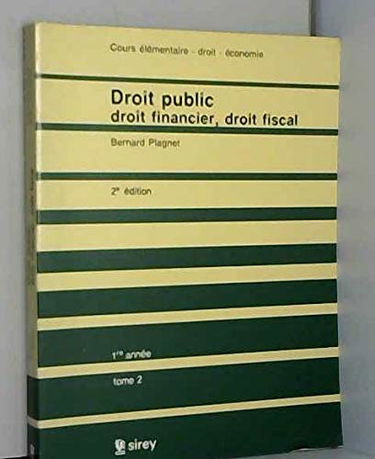 Cours élémentaire - droit - économie
Droit public
droit financier, droit fiscal
Bernard Plagnet
2e édition
1re année
tome 2
sirey